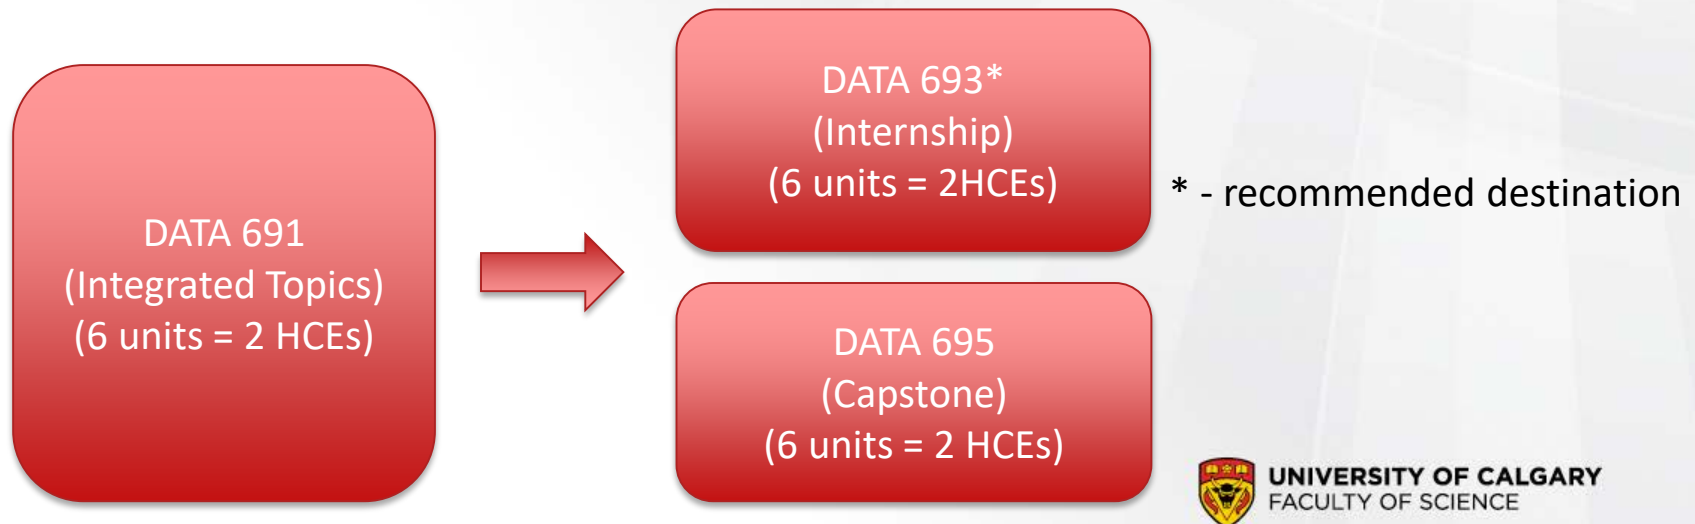 DATA 691
(Integrated Topics)
(6 units = 2 HCEs)
DATA 693*
(Internship)
(6 units = 2HCEs)
* - recommended destination
DATA 695
(Capstone)
(6 units = 2 HCEs)
UNIVERSITY OF CALGARY
FACULTY OF SCIENCE